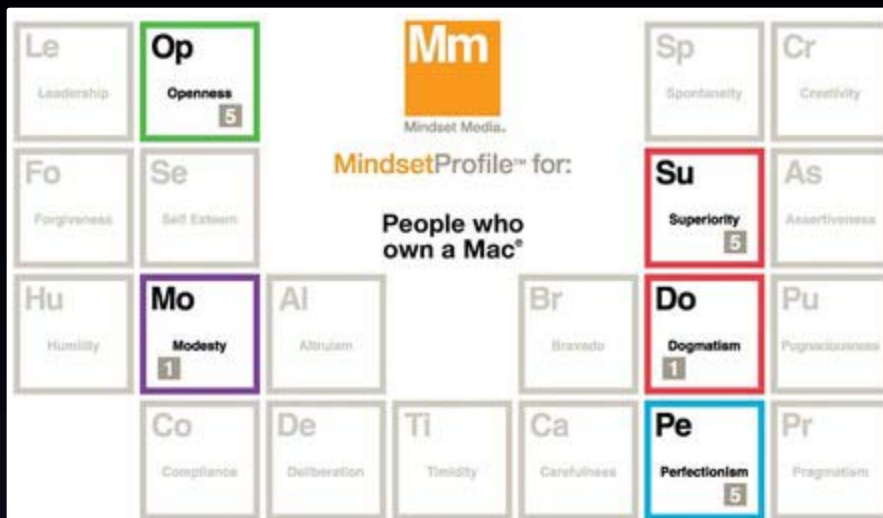 Le
Leadership
Op
Openness
5
Mm
Mindset Media®
Sp
Spontaneity
Cr
Creativity
Fo
Forgiveness
Se
Self Esteem
MindsetProfile™ for:
People who
own a Mac®
Su
Superiority
5
As
Assertiveness
Hu
Humility
Mo
Modesty
1
Al
Altruism
Br
Bravado
Do
Dogmatism
1
Pu
Pugnaciousness
Co
Compliance
De
Deliberation
Ti
Timidity
Ca
Carefulness
Pe
Perfectionism
5
Pr
Pragmatism